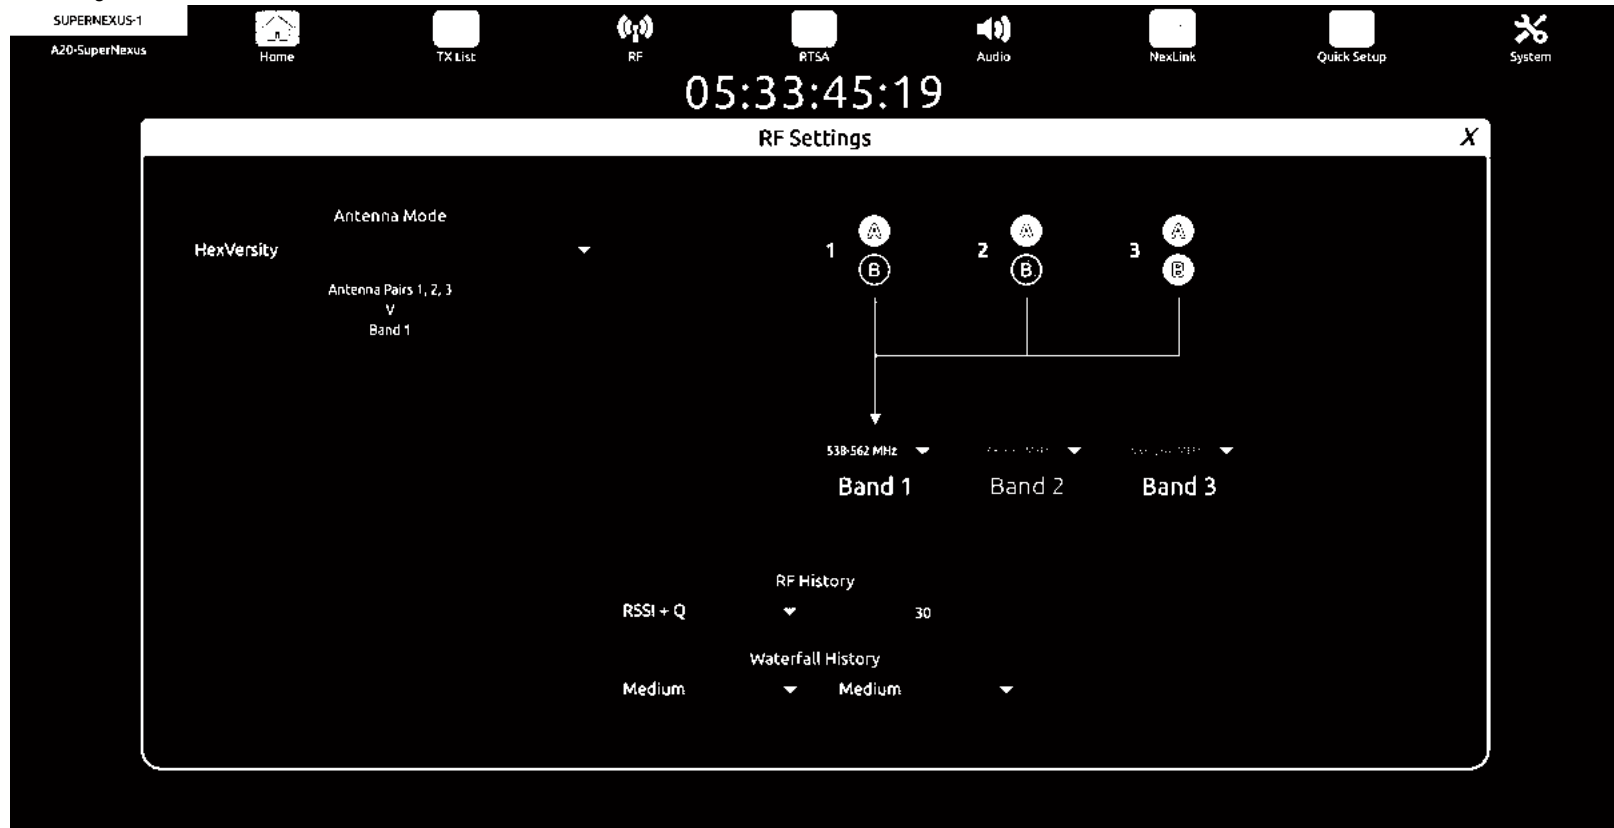 SUPERNEXUS-1
A20-SuperNexus
Home
TX List
RF
RTSA
Audio
NexLink
Quick Setup
System
05:33:45:19
RF Settings
X
Antenna Mode
HexVersity
Antenna Pairs 1, 2, 3
V
Band 1
1 A B
2 A B
3 A B
538-562 MHz
Band 1
Band 2
Band 3
RF History
RSSI + Q
30
Waterfall History
Medium
Medium